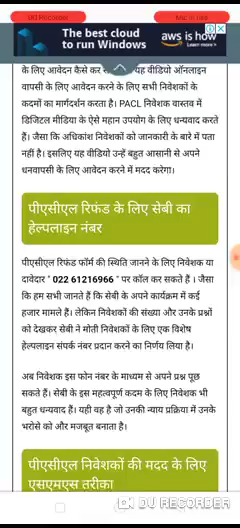 The best cloud
to run Windows
aws is how
Learn more >
के लिए आवेदन कैसे कर यह वीडियो ऑनलाइन
वापसी के लिए आवेदन करने के लिए सभी निवेशकों के
कदमों का मार्गदर्शन करता है। PACL निवेशक वास्तव में
डिजिटल मीडिया के ऐसे महान उपयोग के लिए धन्यवाद करते
हैं। जैसा कि अधिकांश निवेशकों को जानकारी के बारे में पता
नहीं है। इसलिए यह वीडियो उन्हें बहुत आसानी से अपने
धनवापसी के लिए आवेदन करने में मदद करेगा।
पीएसीएल रिफंड के लिए सेबी का
हेल्पलाइन नंबर
पीएसीएल रिफंड फॉर्म की स्थिति जानने के लिए निवेशक या
दावेदार " 022 61216966 " पर कॉल कर सकते हैं । जैसा
कि हम सभी जानते हैं कि सेबी के अपने कार्यक्रम में कई
हजार मामले हैं। लेकिन निवेशकों की संख्या और उनके प्रश्नों
को देखकर सेबी ने मोती निवेशकों के लिए एक विशेष
हेल्पलाइन संपर्क नंबर प्रदान करने का निर्णय लिया है।
अब निवेशक इस फोन नंबर के माध्यम से अपने प्रश्न पूछ
सकते हैं। सेबी के इस महत्वपूर्ण कदम के लिए निवेशक भी
बहुत धन्यवाद हैं। यही वह है जो उनकी न्याय प्रक्रिया में उनके
भरोसे को और मजबूत बनाता है।
पीएसीएल निवेशकों की मदद के लिए
एसएमएस तरीका
DU RECORDER